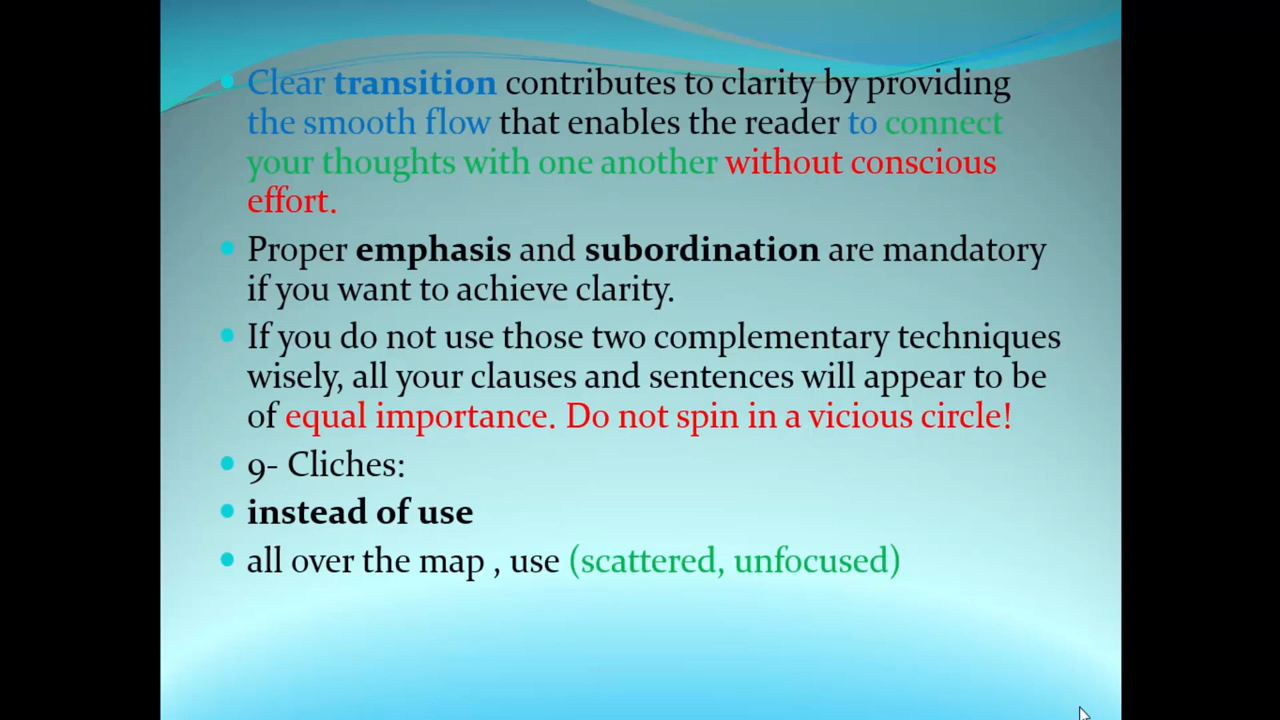 Clear transition contributes to clarity by providing
the smooth flow that enables the reader to connect
your thoughts with one another without conscious
effort.
Proper emphasis and subordination are mandatory
if you want to achieve clarity.
If you do not use those two complementary techniques
wisely, all your clauses and sentences will appear to be
of equal importance. Do not spin in a vicious circle!
9- Cliches:
instead of use
all over the map , use (scattered, unfocused)